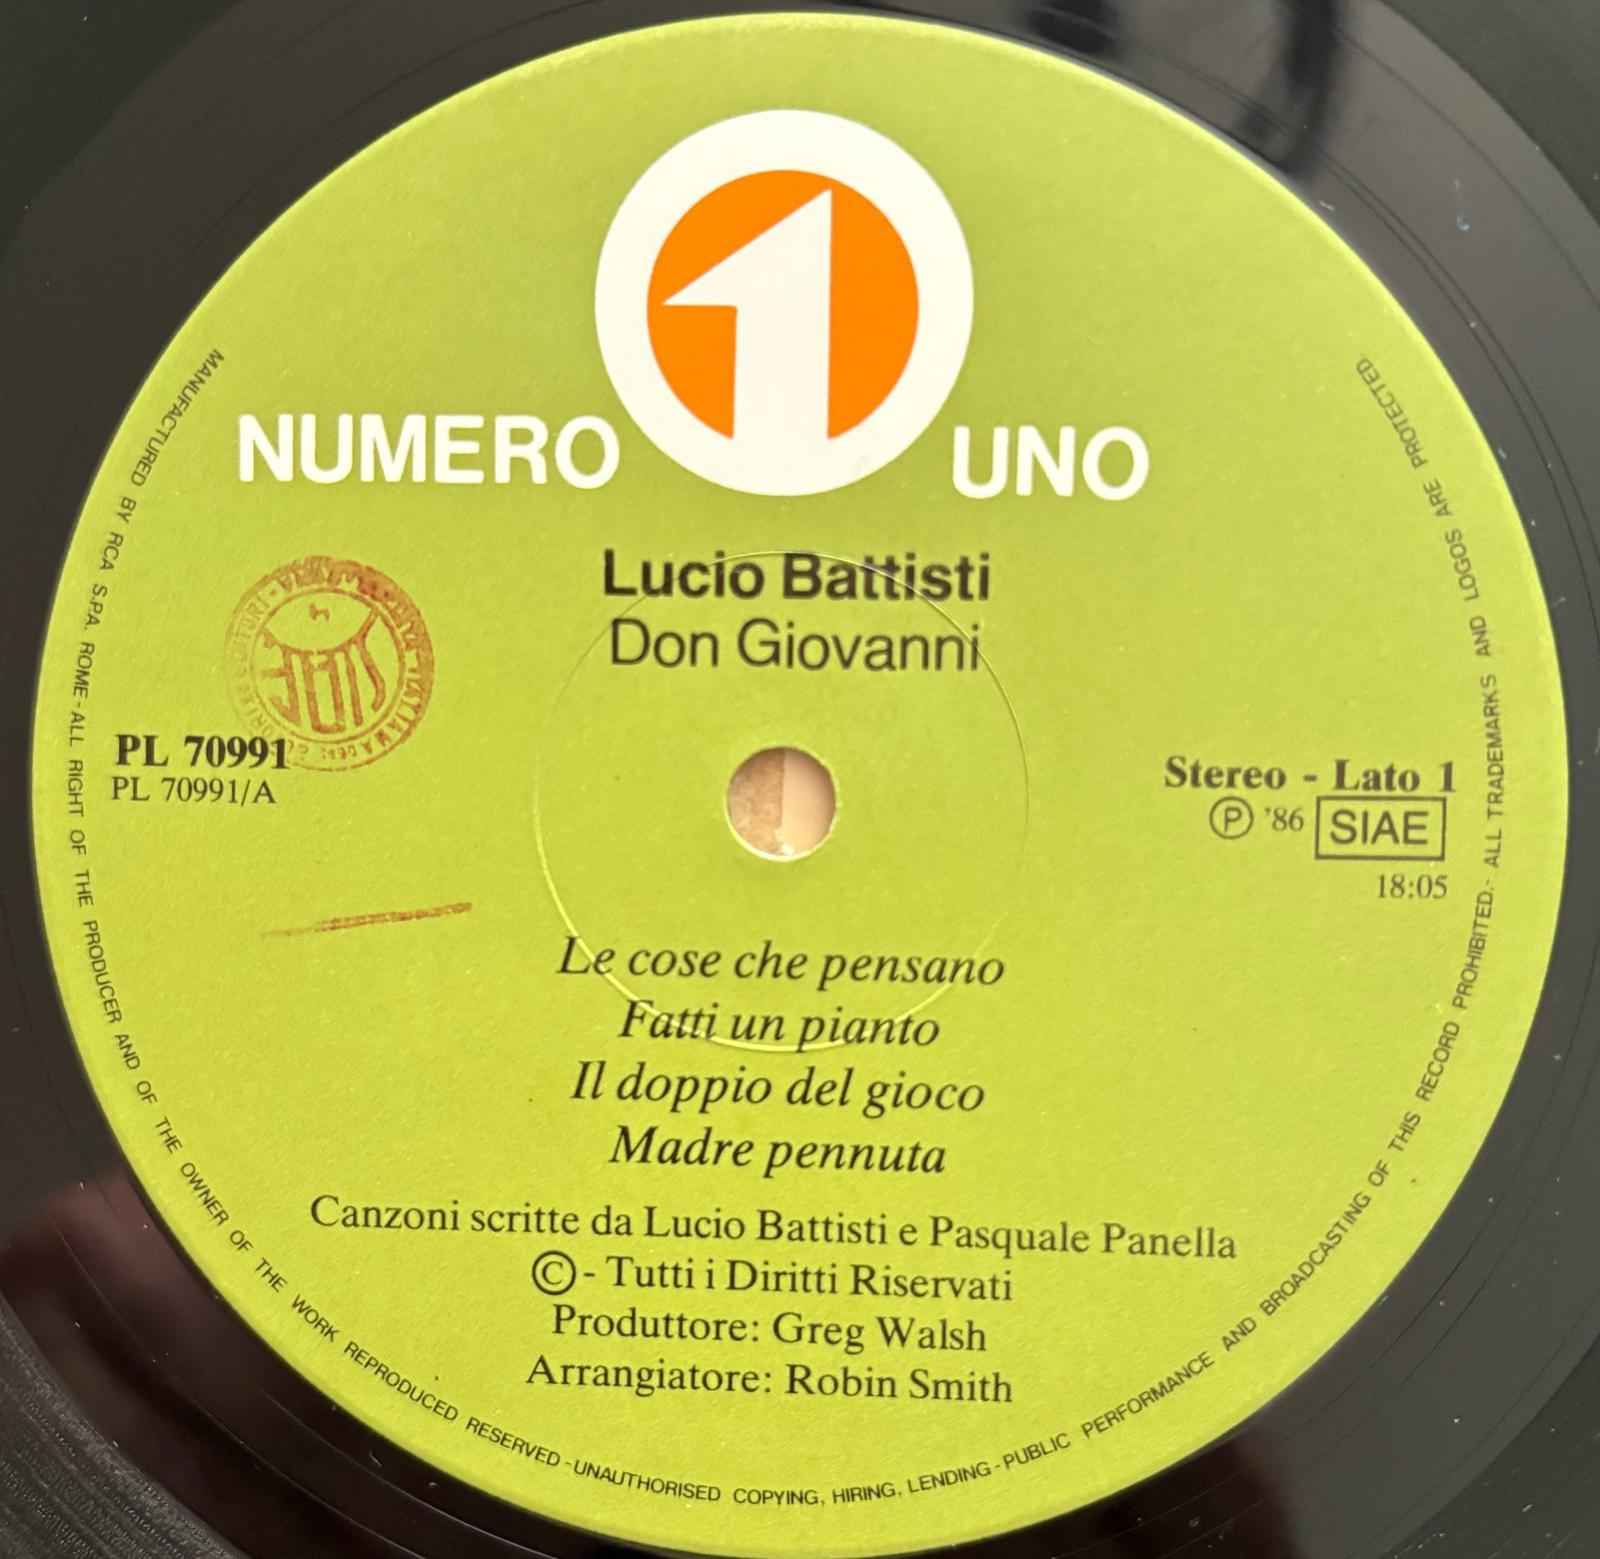 NUMERO 1 UNO
Lucio Battisti
Don Giovanni
PL 70991
PL 70991/A
SIAE
Stereo - Lato 1
Ⓟ '86 SIAE
18:05
Le cose che pensano
Fatti un pianto
Il doppio del gioco
Madre pennuta
Canzoni scritte da Lucio Battisti e Pasquale Panella
© - Tutti i Diritti Riservati
Produttore: Greg Walsh
Arrangiatore: Robin Smith
MANUFACTURED BY RCA S.P.A. ROME - ALL RIGHT OF THE PRODUCER AND OF THE OWNER OF THE WORK REPRODUCED RESERVED - UNAUTHORISED COPYING, HIRING, LENDING - PUBLIC PERFORMANCE AND BROADCASTING OF THIS RECORD PROHIBITED. - ALL TRADEMARKS AND LOGOS ARE PROTECTED